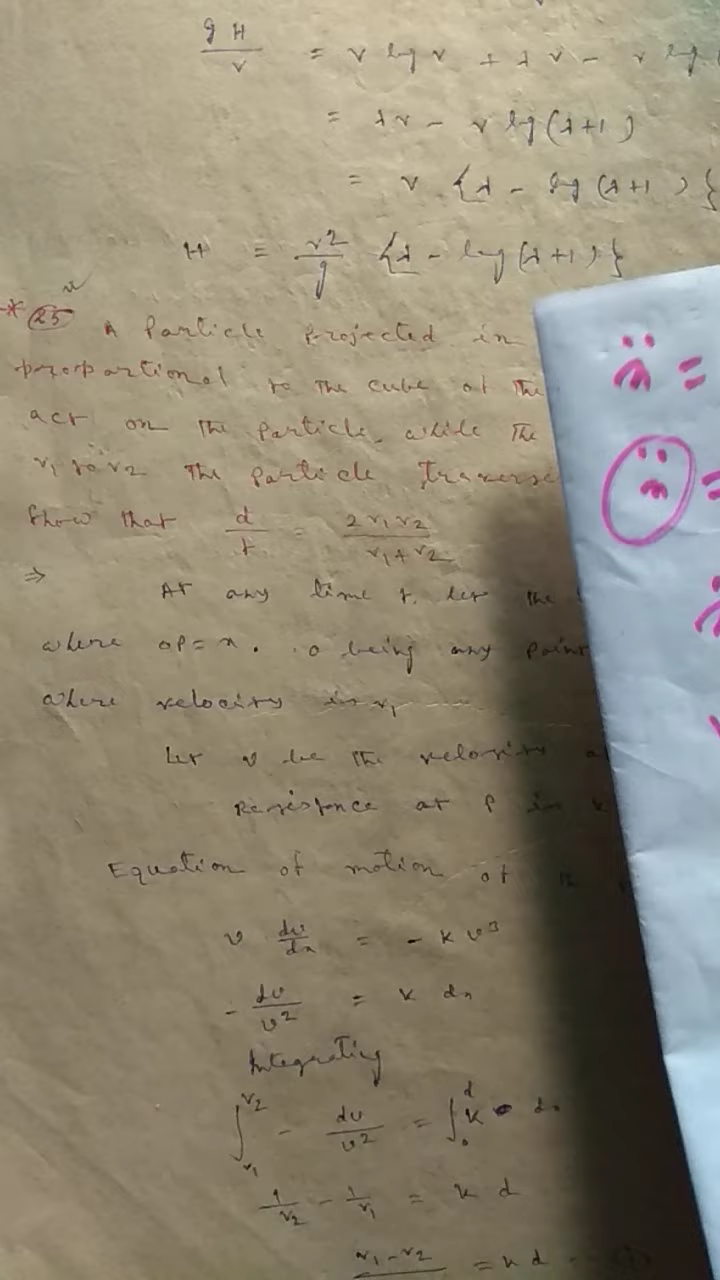 gH/v = v log v + λv - v log
= λv - v log(λ+1)
= v {λ - log(λ+1)}
H = v²/g {λ - log(λ+1)}
* 25 A Particle Projected in
proportional to the cube of the
act on the Particle, while the
v₁ to v₂ the particle traverse
Show that d/t = 2v₁v₂/v₁+v₂
⇒ At any time t, let the
where OP = x. O being any point
where velocity is v₁
Let v be the velocity a
Resistance at P is k
Equation of motion of
v dv/dx = - k v³
- dv/v² = k dx
Integrating
∫v₁^v₂ - dv/v² = ∫₀^d k dx
1/v₂ - 1/v₁ = k d
v₁-v₂ = k d
ẍ =
ẍ =